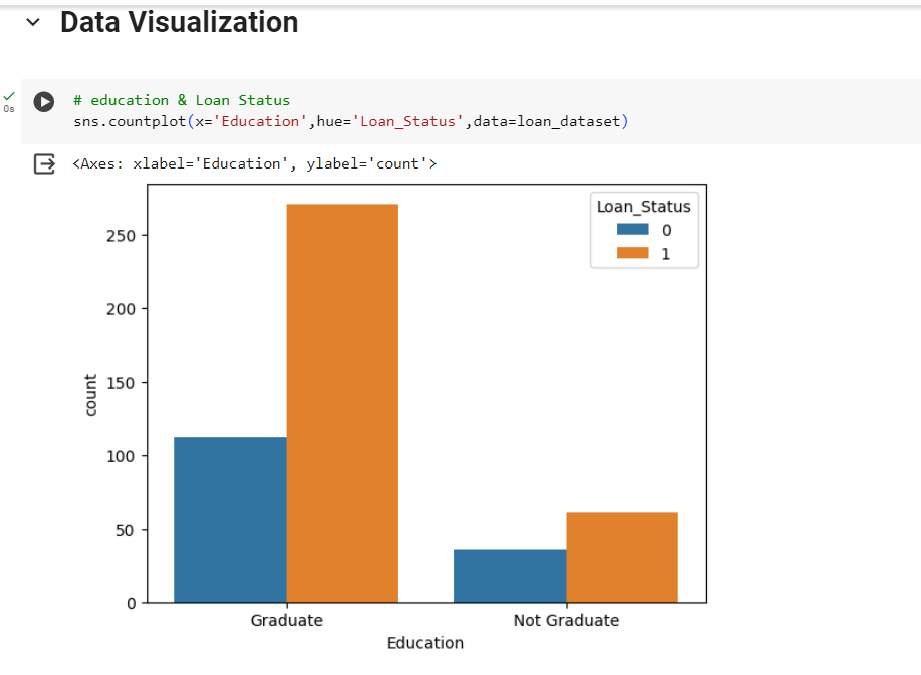 Data Visualization
0s
# education & Loan Status
sns.countplot(x='Education',hue='Loan_Status',data=loan_dataset)
<Axes: xlabel='Education', ylabel='count'>
Loan_Status
0
1
250
200
150
100
50
0
count
Graduate
Not Graduate
Education